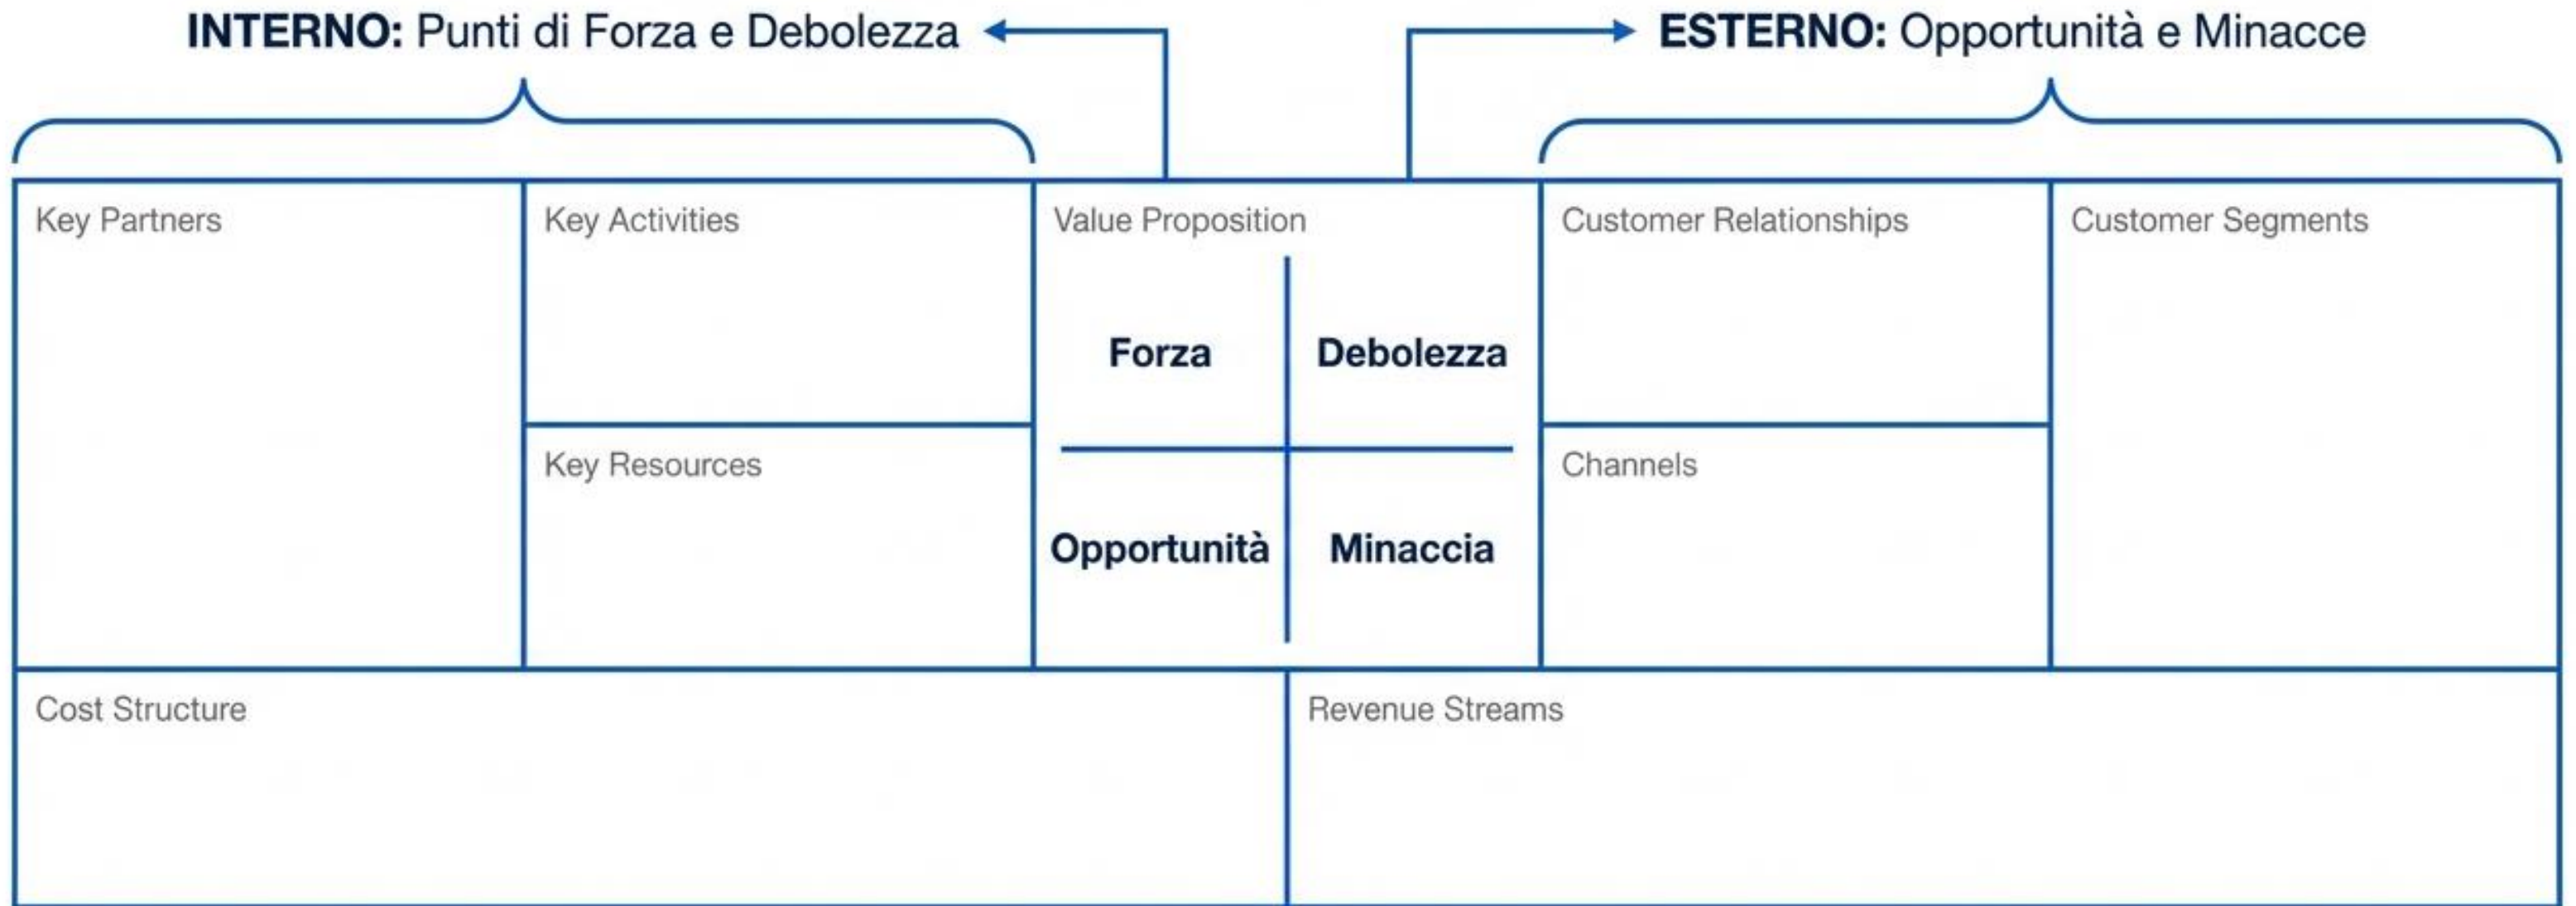 INTERNO: Punti di Forza e Debolezza
ESTERNO: Opportunità e Minacce
Key Partners
Key Activities
Value Proposition
Customer Relationships
Customer Segments
Forza
Debolezza
Key Resources
Channels
Opportunità
Minaccia
Cost Structure
Revenue Streams